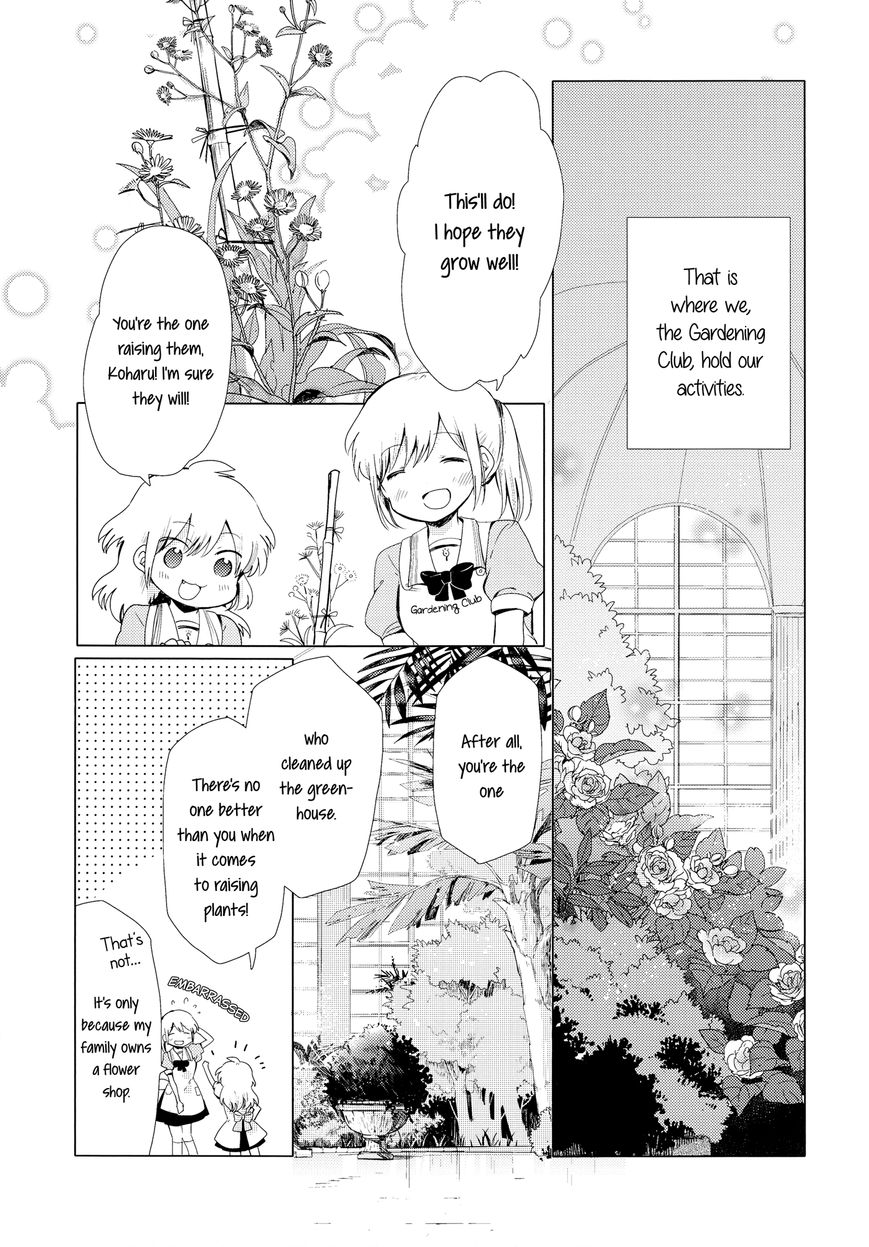 That is
where we,
the Gardening
Club, hold our
activities.
This'll do!
I hope they
grow well!
You're the one
raising them,
Koharu! I'm sure
they will!
Gardening Club
After all,
you're the
one
who
cleaned up
the green-
house.
There's no
one better
than you when
it comes
to raising
plants!
EMBARRASSED
That's
not...
It's only
because my
family owns
a flower
shop.